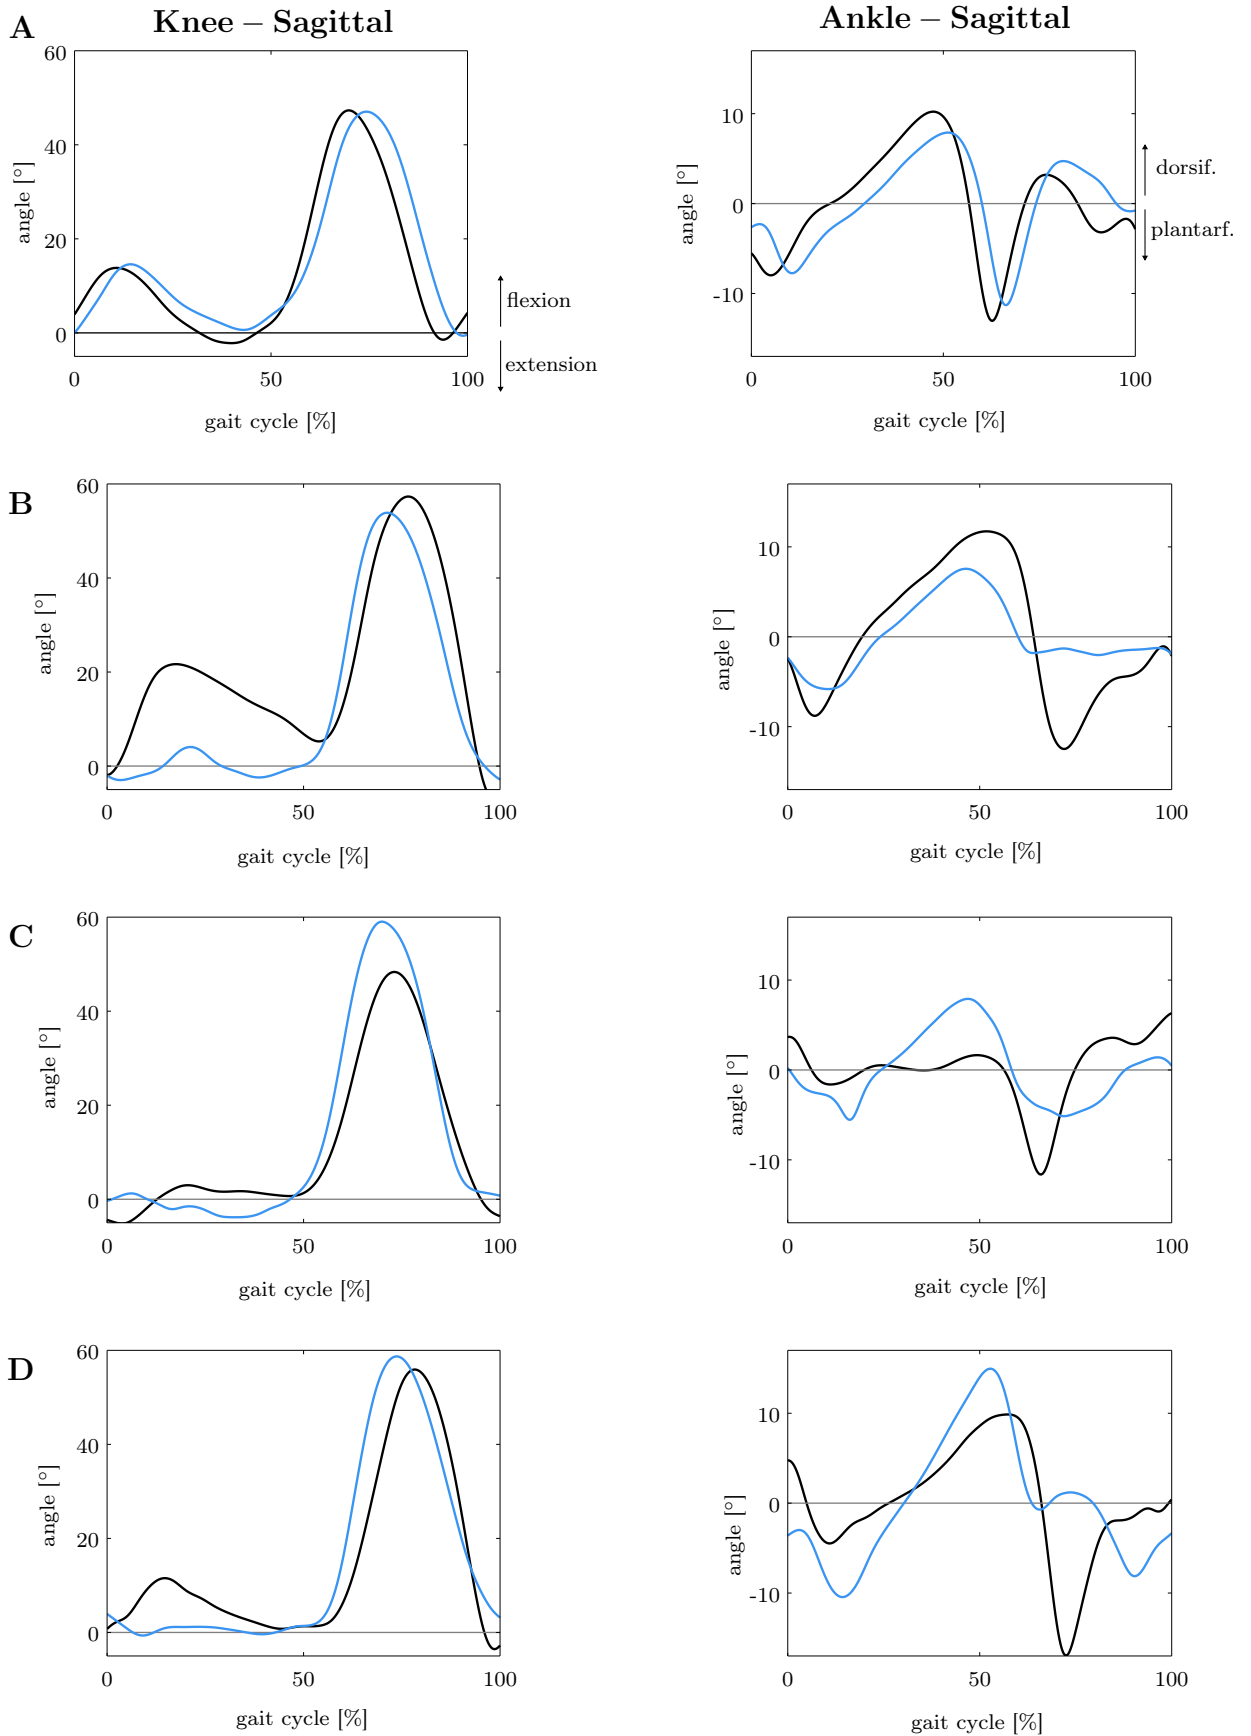 Knee – Sagittal
Ankle – Sagittal
A
60
40
20
0
angle [°]
0
50
100
gait cycle [%]
flexion
extension
10
0
-10
angle [°]
0
50
100
gait cycle [%]
dorsif.
plantarf.
B
60
40
20
0
angle [°]
0
50
100
gait cycle [%]
10
0
-10
angle [°]
0
50
100
gait cycle [%]
C
60
40
20
0
angle [°]
0
50
100
gait cycle [%]
10
0
-10
angle [°]
0
50
100
gait cycle [%]
D
60
40
20
0
angle [°]
0
50
100
gait cycle [%]
10
0
-10
angle [°]
0
50
100
gait cycle [%]